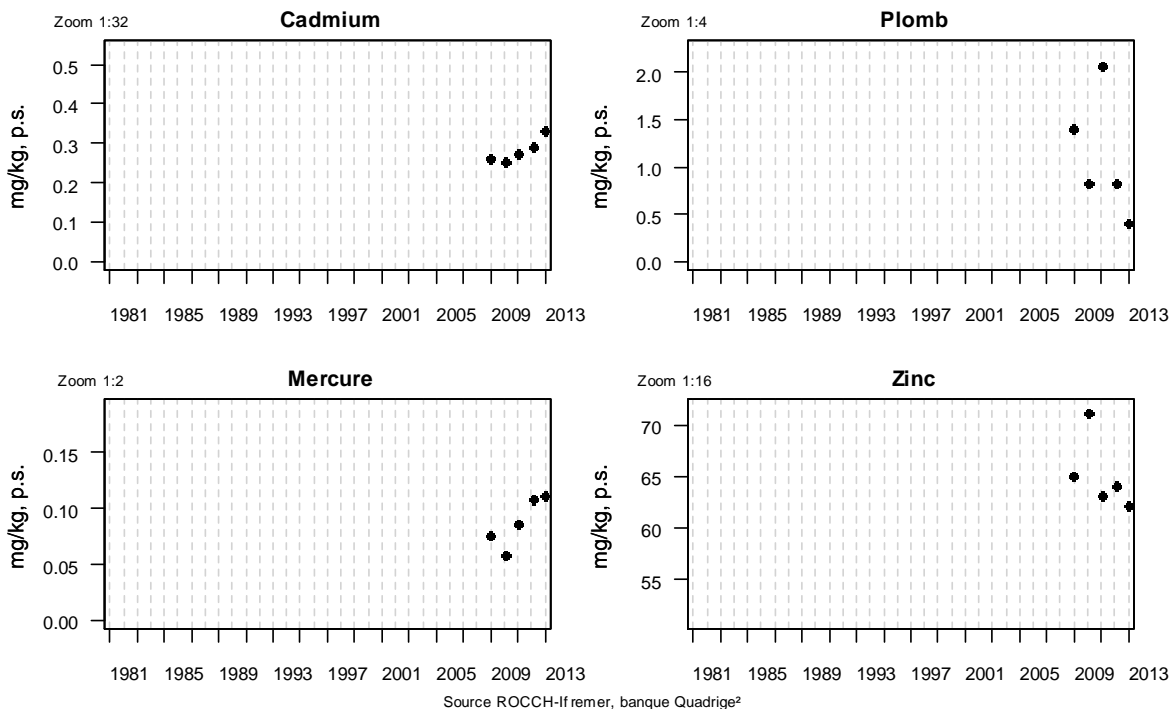 Zoom 1:32
Cadmium
mg/kg, p.s.
0.5
0.4
0.3
0.2
0.1
0.0
1981 1985 1989 1993 1997 2001 2005 2009 2013
Zoom 1:4
Plomb
mg/kg, p.s.
2.0
1.5
1.0
0.5
0.0
1981 1985 1989 1993 1997 2001 2005 2009 2013
Zoom 1:2
Mercure
mg/kg, p.s.
0.15
0.10
0.05
0.00
1981 1985 1989 1993 1997 2001 2005 2009 2013
Zoom 1:16
Zinc
mg/kg, p.s.
70
65
60
55
1981 1985 1989 1993 1997 2001 2005 2009 2013
Source ROCCH-Ifremer, banque Quadrige²